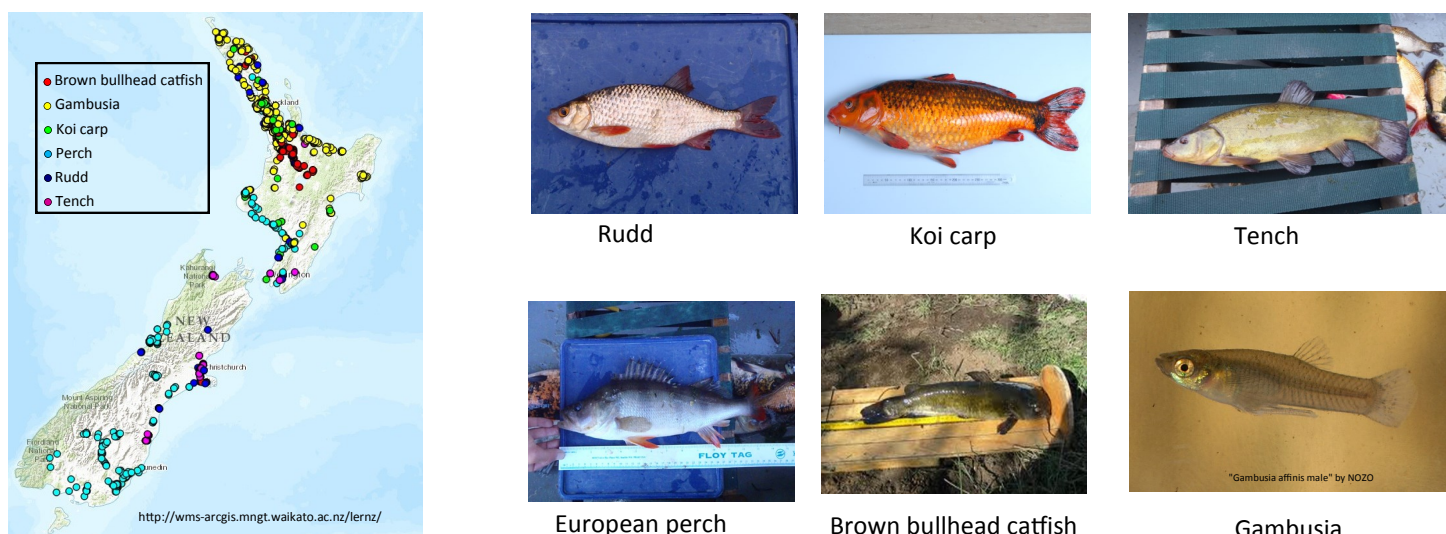 Brown bullhead catfish
Gambusia
Koi carp
Perch
Rudd
Tench
Kahurangi
National
Park
NEW
ZEALAND
Christchurch
Mount Aspiring
National Park
Fiordland
National
Park
http://wms-arcgis.mngt.waikato.ac.nz/lernz/
Rudd
Koi carp
Tench
FLOY TAG
"Gambusia affinis male" by NOZO
European perch
Brown bullhead catfish
Gambusia